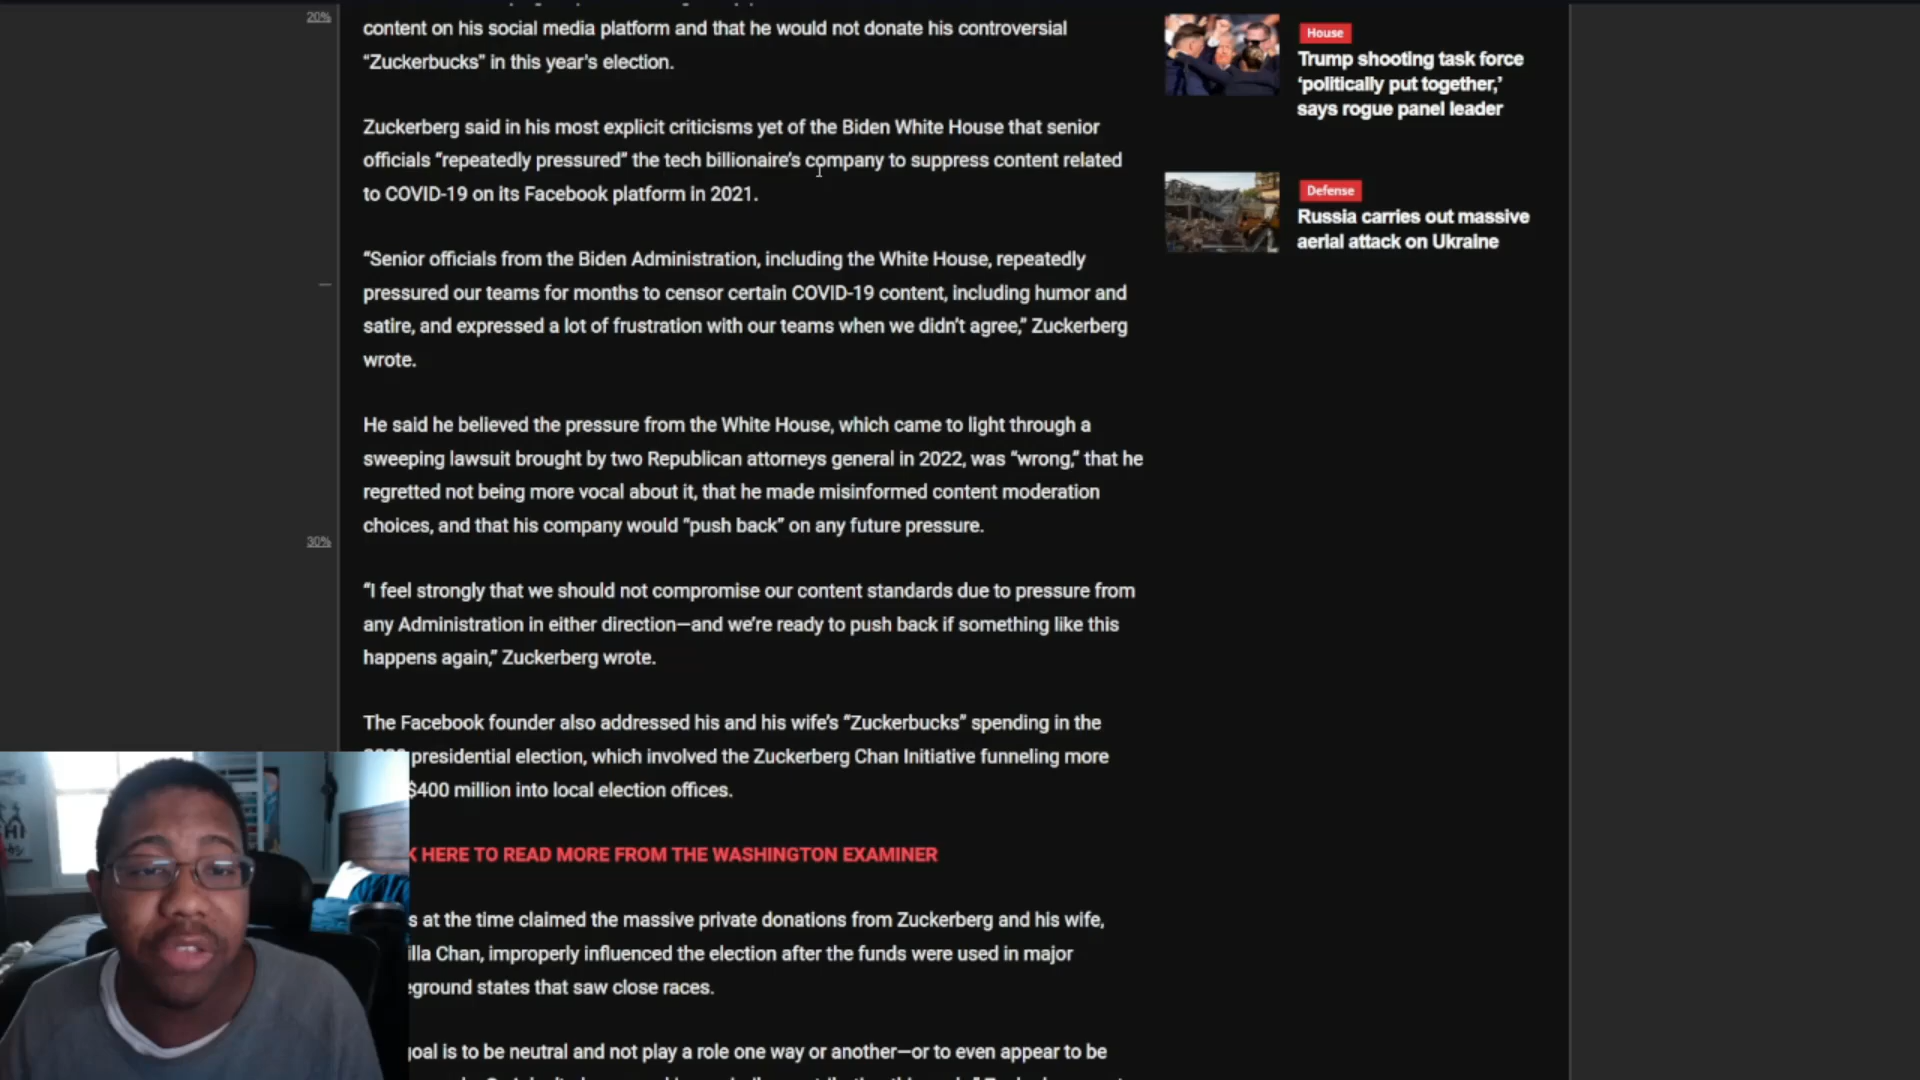 20%
content on his social media platform and that he would not donate his controversial
“Zuckerbucks” in this year’s election.
Zuckerberg said in his most explicit criticisms yet of the Biden White House that senior
officials “repeatedly pressured” the tech billionaire’s company to suppress content related
to COVID-19 on its Facebook platform in 2021.
“Senior officials from the Biden Administration, including the White House, repeatedly
pressured our teams for months to censor certain COVID-19 content, including humor and
satire, and expressed a lot of frustration with our teams when we didn’t agree,” Zuckerberg
wrote.
He said he believed the pressure from the White House, which came to light through a
sweeping lawsuit brought by two Republican attorneys general in 2022, was “wrong,” that he
regretted not being more vocal about it, that he made misinformed content moderation
choices, and that his company would “push back” on any future pressure.
30%
“I feel strongly that we should not compromise our content standards due to pressure from
any Administration in either direction—and we’re ready to push back if something like this
happens again,” Zuckerberg wrote.
The Facebook founder also addressed his and his wife’s “Zuckerbucks” spending in the
presidential election, which involved the Zuckerberg Chan Initiative funneling more
$400 million into local election offices.
HERE TO READ MORE FROM THE WASHINGTON EXAMINER
at the time claimed the massive private donations from Zuckerberg and his wife,
Chan, improperly influenced the election after the funds were used in major
states that saw close races.
goal is to be neutral and not play a role one way or another—or to even appear to be
House
Trump shooting task force
‘politically put together,’
says rogue panel leader
Defense
Russia carries out massive
aerial attack on Ukraine